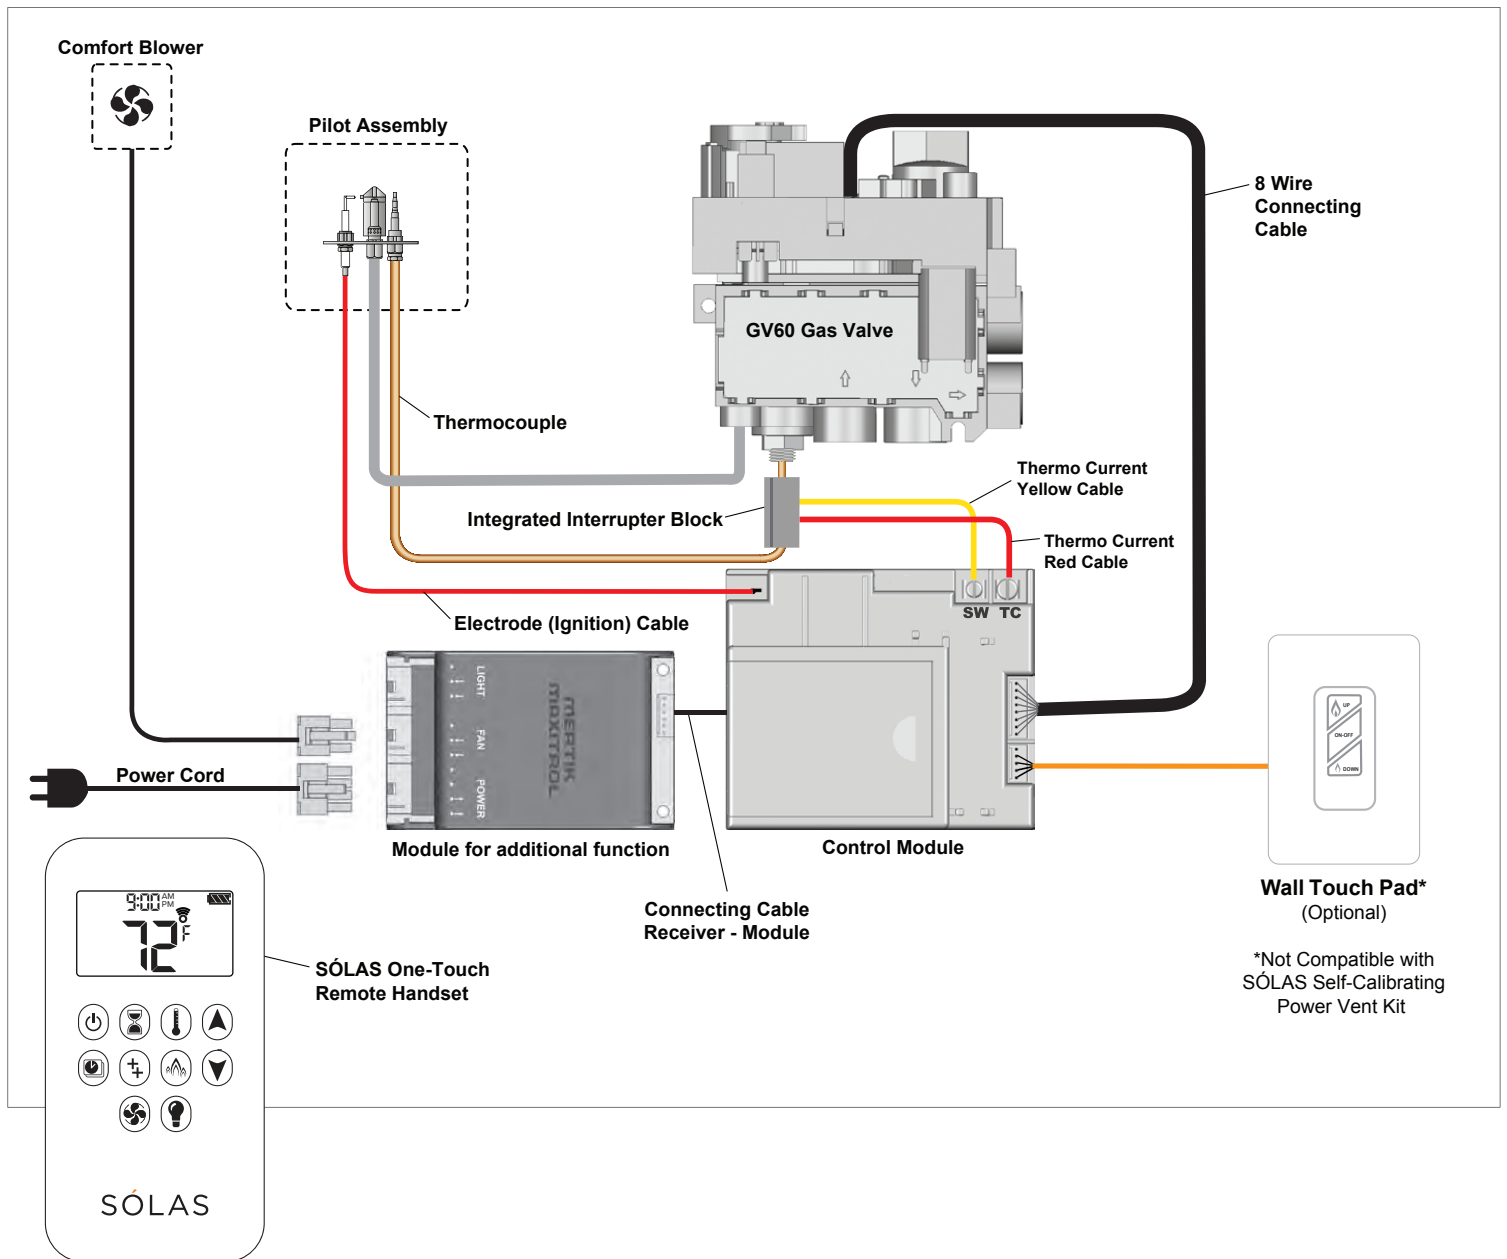 Comfort Blower
Pilot Assembly
8 Wire
Connecting
Cable
GV60 Gas Valve
Thermocouple
Thermo Current
Yellow Cable
Integrated Interrupter Block
Thermo Current
Red Cable
SW TC
Electrode (Ignition) Cable
LIGHT
FAN
POWER
MERTIK
MAXITROL
UP
ON-OFF
DOWN
Power Cord
Module for additional function
Control Module
Wall Touch Pad*
(Optional)
*Not Compatible with
SÓLAS Self-Calibrating
Power Vent Kit
Connecting Cable
Receiver - Module
9:00 AM
PM
72 °F
SÓLAS One-Touch
Remote Handset
SÓLAS